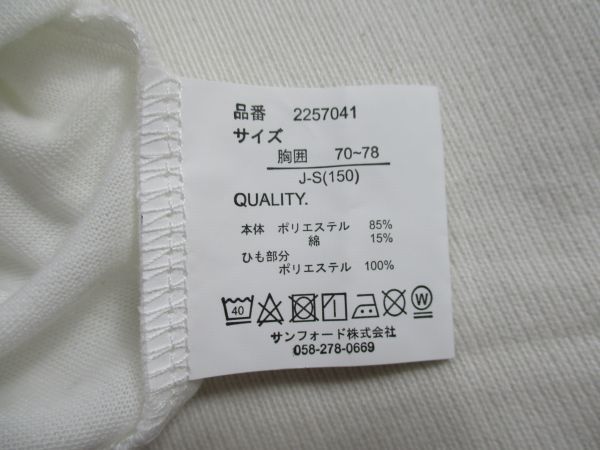 品番 2257041
サイズ
胸囲 70~78
J-S(150)
QUALITY.
本体 ポリエステル 85%
綿 15%
ひも部分
ポリエステル 100%
40 W
サンフォード株式会社
058-278-0669